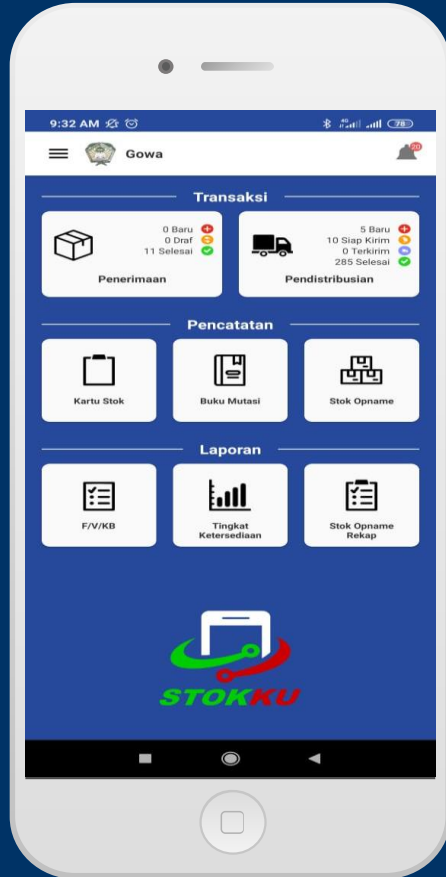 9:32 AM
78
Gowa
20
Transaksi
0 Baru
0 Draf
11 Selesai
Penerimaan
5 Baru
10 Siap Kirim
0 Terkirim
285 Selesai
Pendistribusian
Pencatatan
Kartu Stok
Buku Mutasi
Stok Opname
Laporan
F/V/KB
Tingkat
Ketersediaan
Stok Opname
Rekap
STOKKU